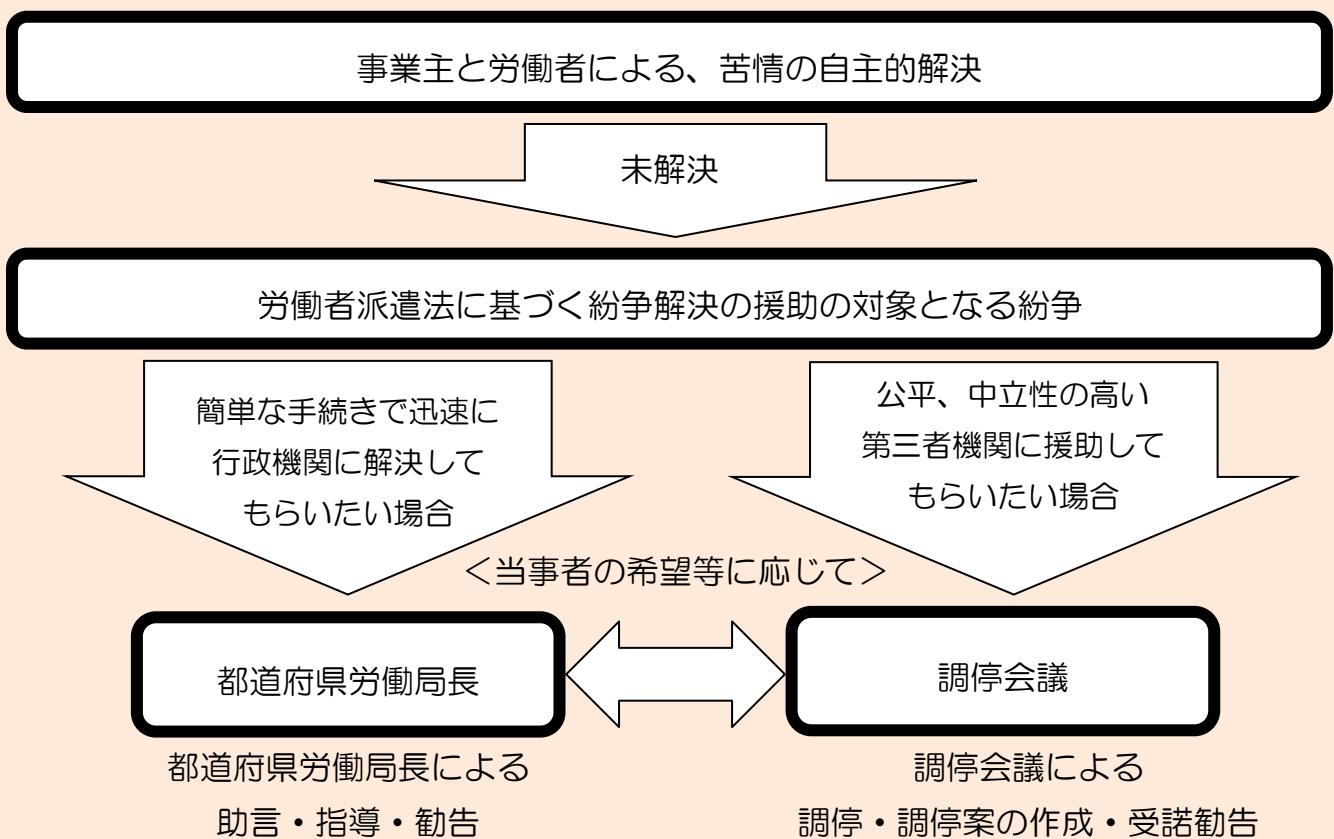 事業主と労働者による、苦情の自主的解決
未解決
労働者派遣法に基づく紛争解決の援助の対象となる紛争
簡単な手続きで迅速に
行政機関に解決して
もらいたい場合
公平、中立性の高い
第三者機関に援助して
もらいたい場合
＜当事者の希望等に応じて＞
都道府県労働局長
調停会議
都道府県労働局長による
助言・指導・勧告
調停会議による
調停・調停案の作成・受諾勧告